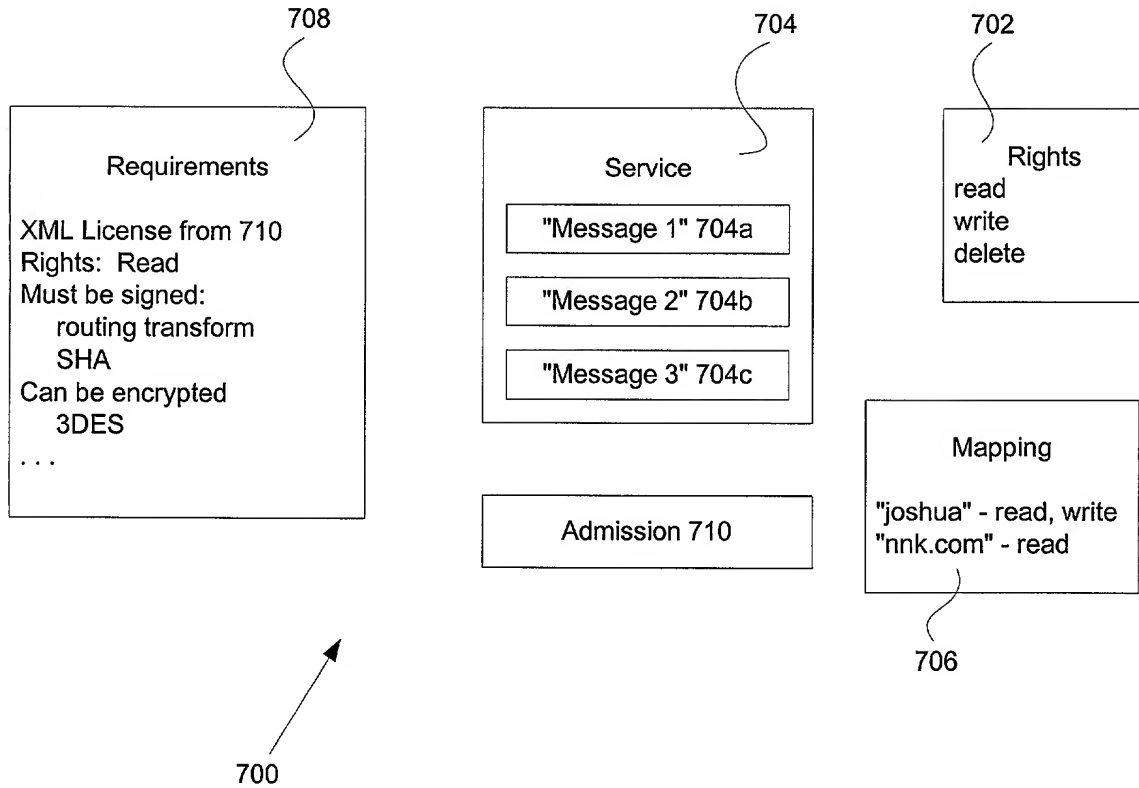 708
704
702
Requirements
XML License from 710
Rights: Read
Must be signed:
routing transform
SHA
Can be encrypted
3DES
. . .
Service
"Message 1" 704a
"Message 2" 704b
"Message 3" 704c
Rights
read
write
delete
Admission 710
Mapping
"joshua" - read, write
"nnk.com" - read
706
700